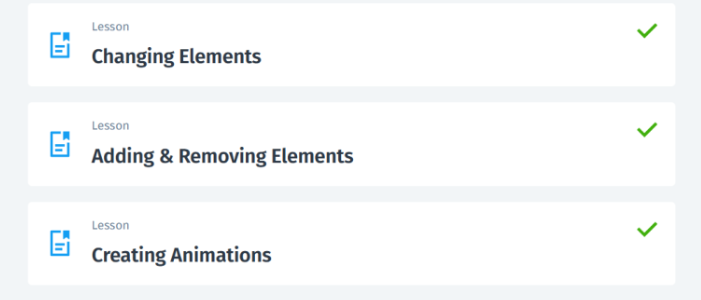 Lesson
Changing Elements
Lesson
Adding & Removing Elements
Lesson
Creating Animations